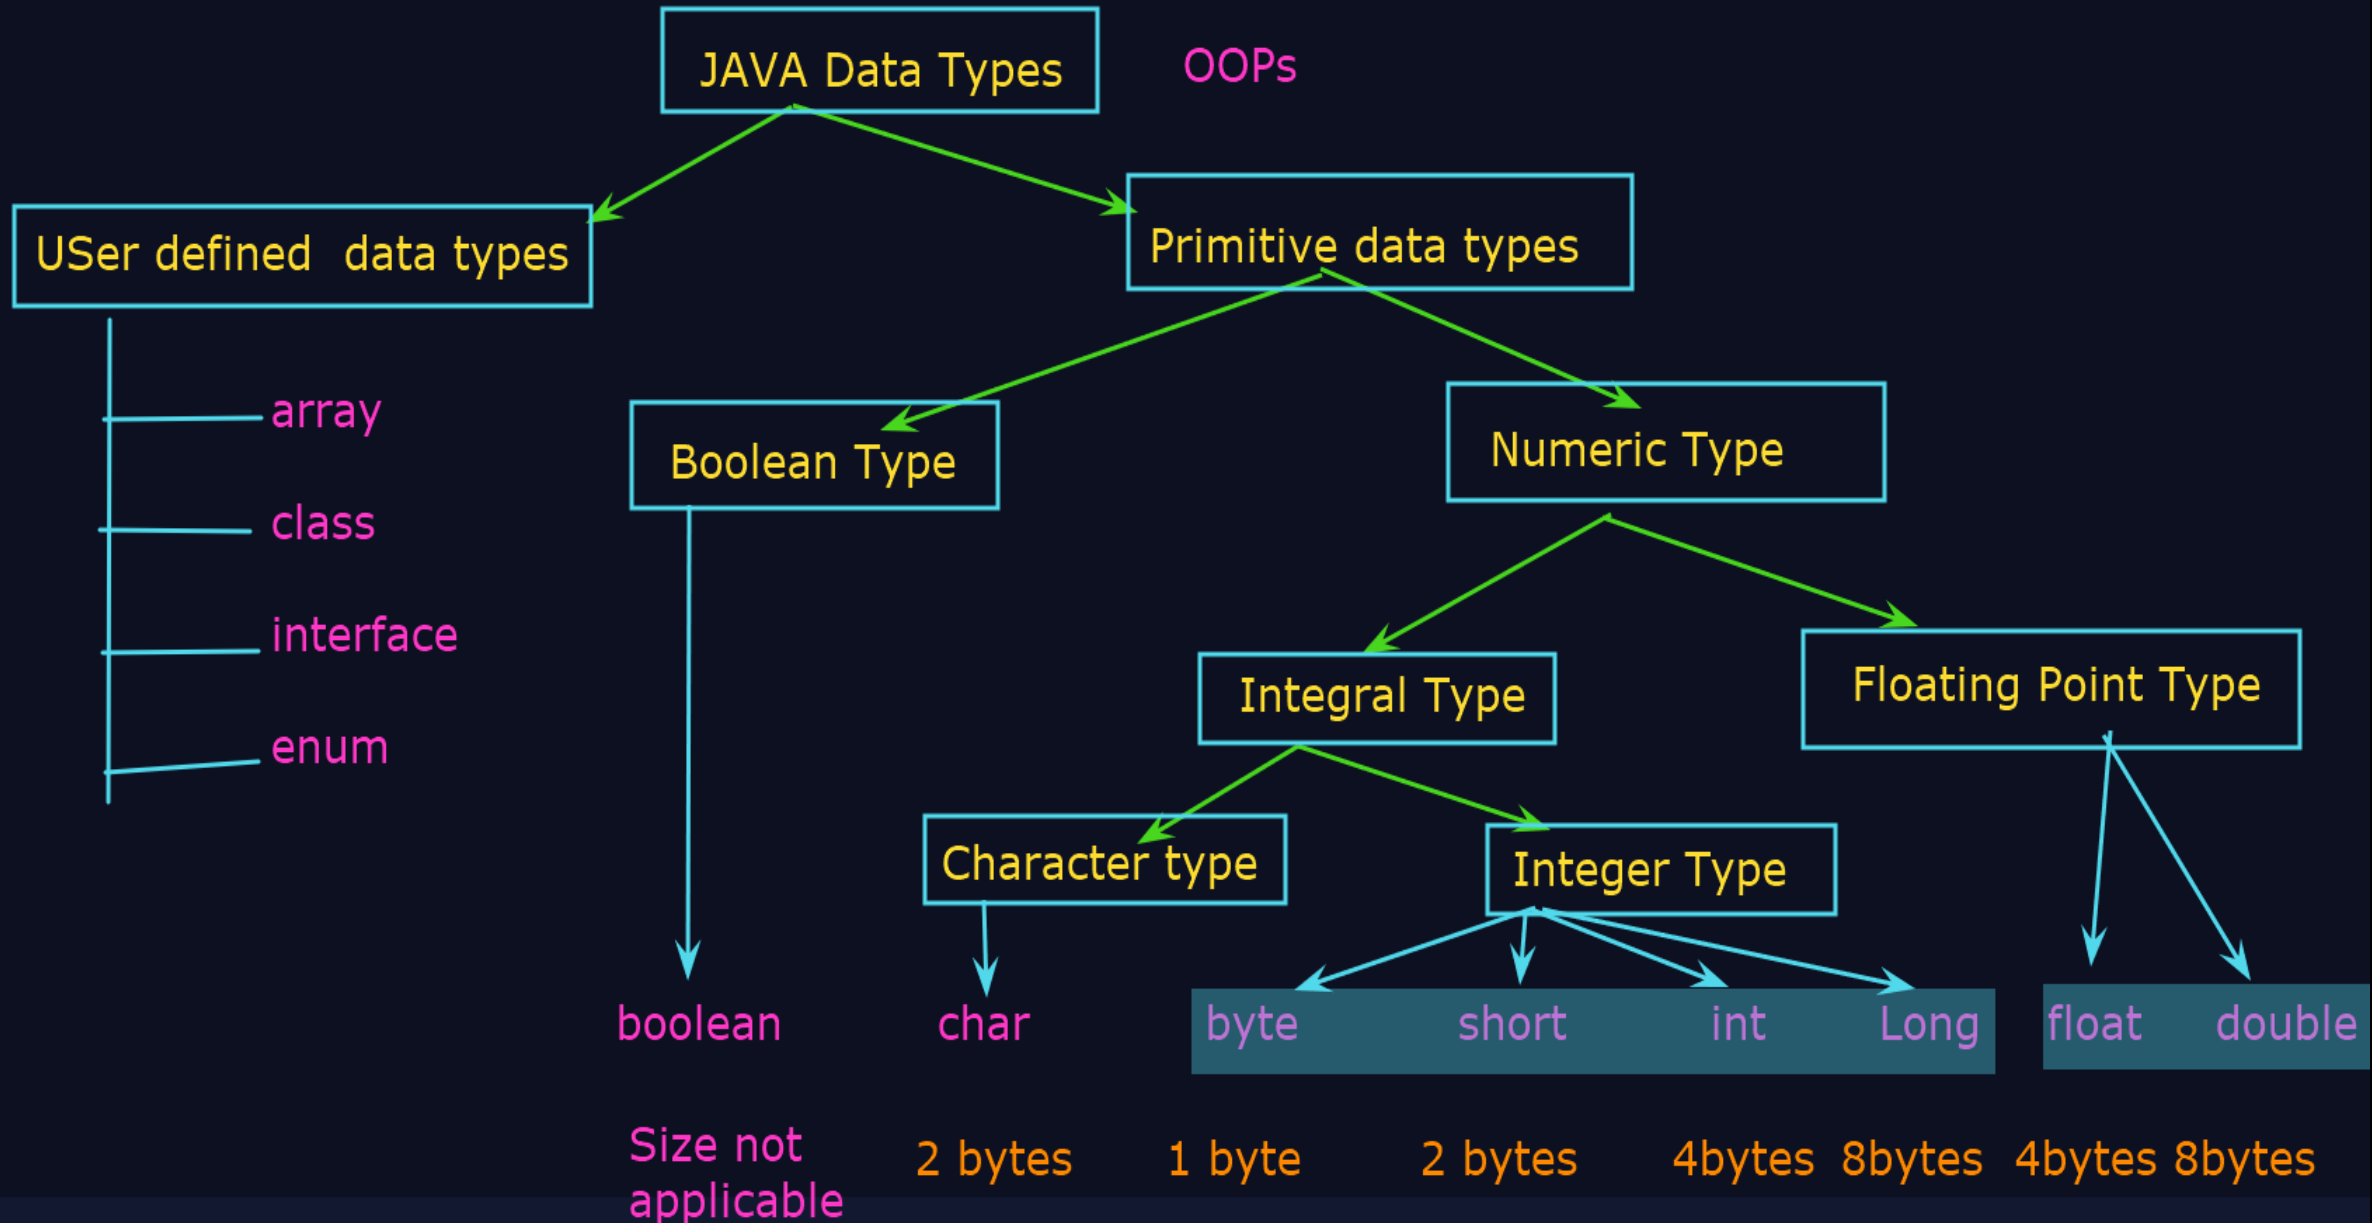 JAVA Data Types
OOPs
USer defined  data types
Primitive data types
array
class
interface
enum
Boolean Type
Numeric Type
Integral Type
Floating Point Type
Character type
Integer Type
boolean
char
byte
short
int
Long
float
double
Size not
applicable
2 bytes
1 byte
2 bytes
4bytes
8bytes
4bytes
8bytes